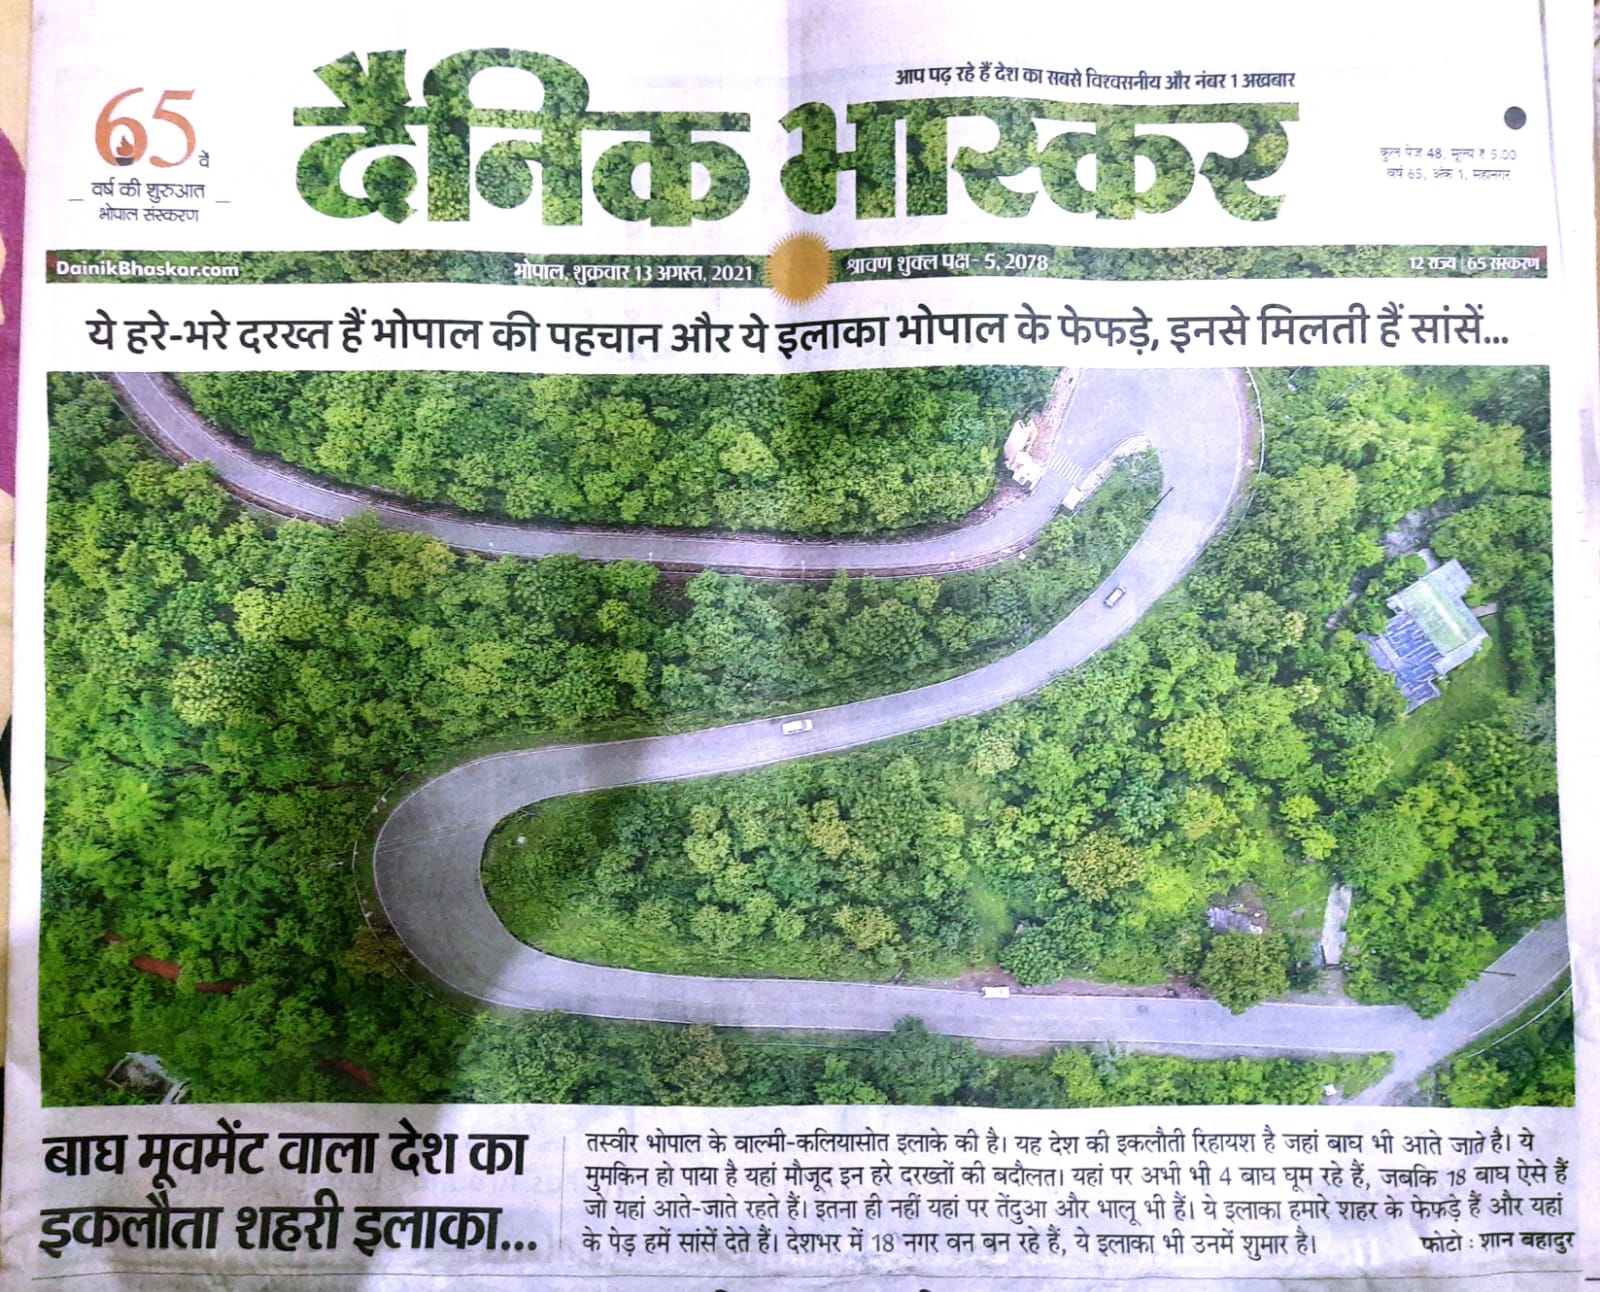 आप पढ़ रहे हैं देश का सबसे विश्वसनीय और नंबर 1 अखबार
65 वें
वर्ष की शुरुआत
भोपाल संस्करण
दैनिक भास्कर
कुल पेज 48, मूल्य ₹ 5.00
वर्ष 65, अंक 1, महानगर
DainikBhaskar.com
भोपाल, शुक्रवार 13 अगस्त, 2021
श्रावण शुक्ल पक्ष- 5, 2078
12 राज्य | 65 संस्करण
ये हरे-भरे दरख्त हैं भोपाल की पहचान और ये इलाका भोपाल के फेफड़े, इनसे मिलती हैं सांसें...
बाघ मूवमेंट वाला देश का
इकलौता शहरी इलाका...
तस्वीर भोपाल के वाल्मी-कलियासोत इलाके की है। यह देश की इकलौती रिहायश है जहां बाघ भी आते जाते है। ये
मुमकिन हो पाया है यहां मौजूद इन हरे दरख्तों की बदौलत। यहां पर अभी भी 4 बाघ घूम रहे हैं, जबकि 18 बाघ ऐसे हैं
जो यहां आते-जाते रहते हैं। इतना ही नहीं यहां पर तेंदुआ और भालू भी हैं। ये इलाका हमारे शहर के फेफड़े हैं और यहां
के पेड़ हमें सांसें देते हैं। देशभर में 18 नगर वन बन रहे हैं, ये इलाका भी उनमें शुमार है।
फोटो : शान बहादुर